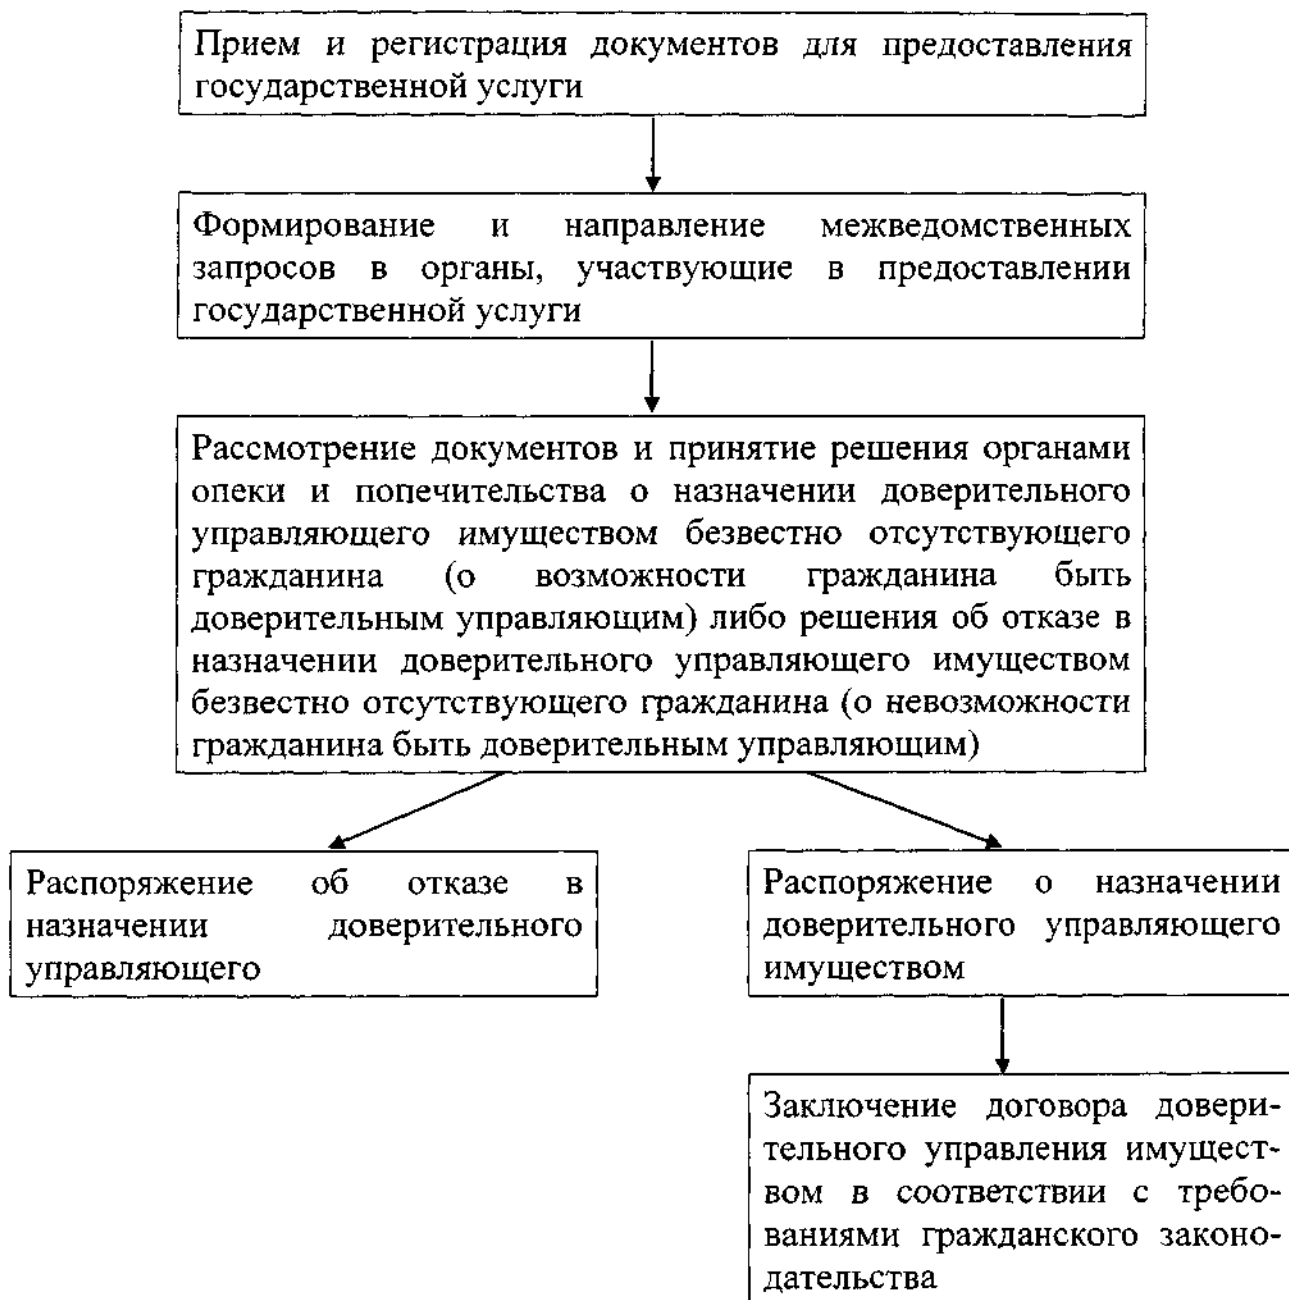 Прием и регистрация документов для предоставления
государственной услуги
Формирование и направление межведомственных
запросов в органы, участвующие в предоставлении
государственной услуги
Рассмотрение документов и принятие решения органами
опеки и попечительства о назначении доверительного
управляющего имуществом безвестно отсутствующего
гражданина (о возможности гражданина быть
доверительным управляющим) либо решения об отказе в
назначении доверительного управляющего имуществом
безвестно отсутствующего гражданина (о невозможности
гражданина быть доверительным управляющим)
Распоряжение об отказе в
назначении доверительного
управляющего
Распоряжение о назначении
доверительного управляющего
имуществом
Заключение договора довери-
тельного управления имущест-
вом в соответствии с требо-
ваниями гражданского законо-
дательства